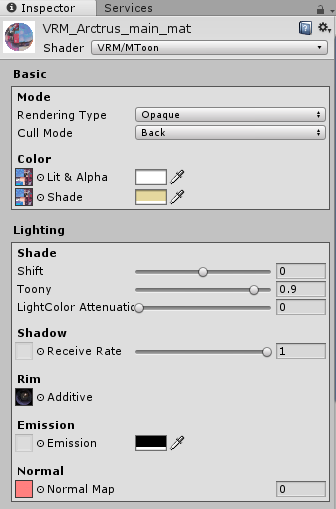 Inspector Services
VRM_Arctrus_main_mat
Shader VRM/MToon
Basic
Mode
Rendering Type Opaque
Cull Mode Back
Color
Lit & Alpha
Shade
Lighting
Shade
Shift 0
Toony 0.9
LightColor Attenuatio 0
Shadow
Receive Rate 1
Rim
Additive
Emission
Emission
Normal
Normal Map 0